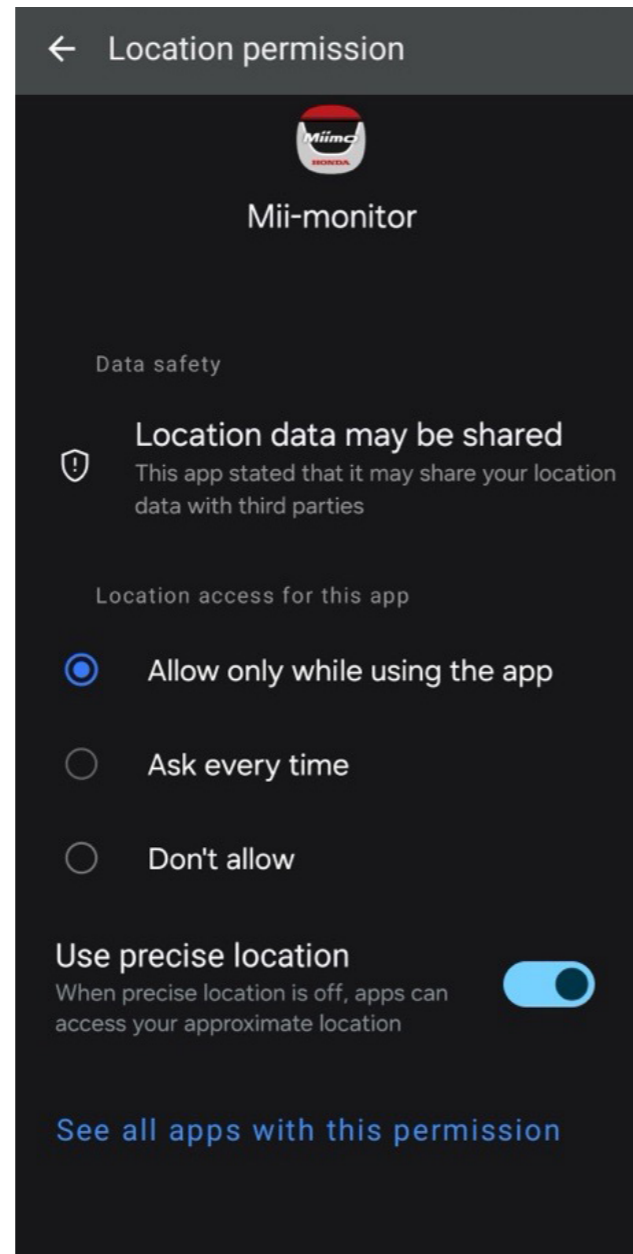 ← Location permission
Miimo
HONDA
Mii-monitor
Data safety
Location data may be shared
This app stated that it may share your location
data with third parties
Location access for this app
Allow only while using the app
Ask every time
Don't allow
Use precise location
When precise location is off, apps can
access your approximate location
See all apps with this permission